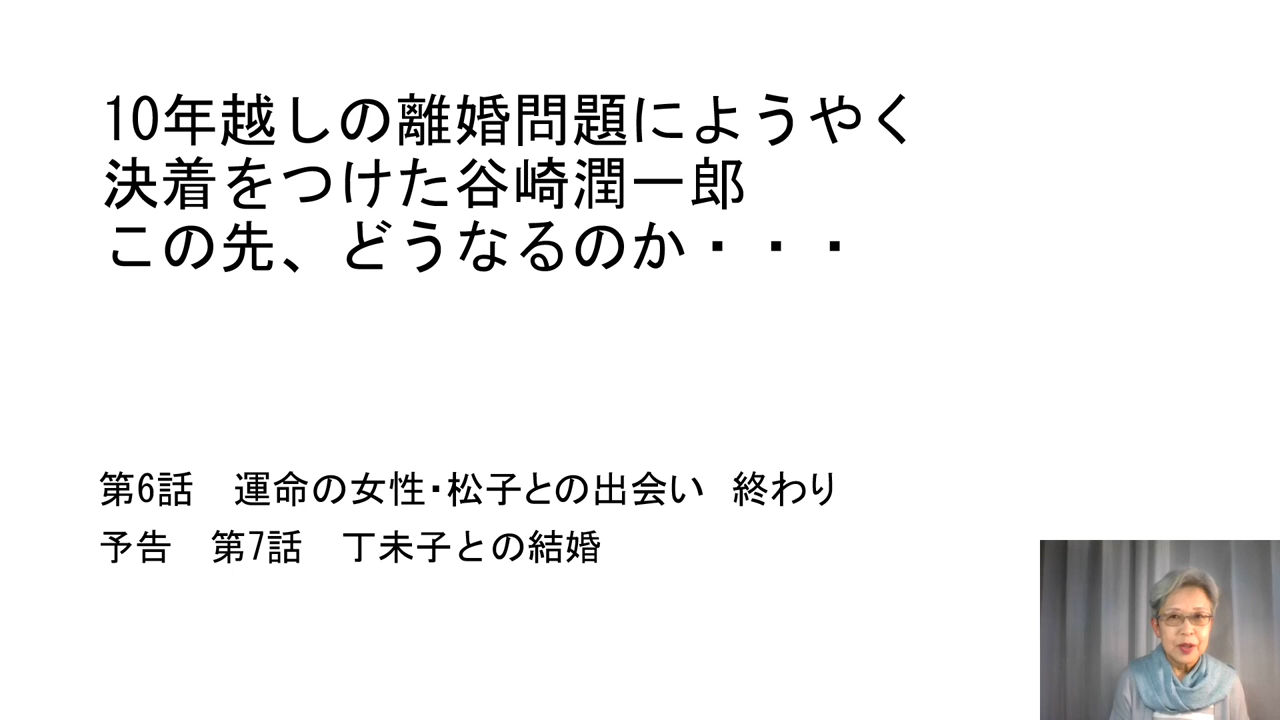 10年越しの離婚問題にようやく
決着をつけた谷崎潤一郎
この先、どうなるのか・・・
第6話　運命の女性・松子との出会い　終わり
予告　第7話　丁未子との結婚